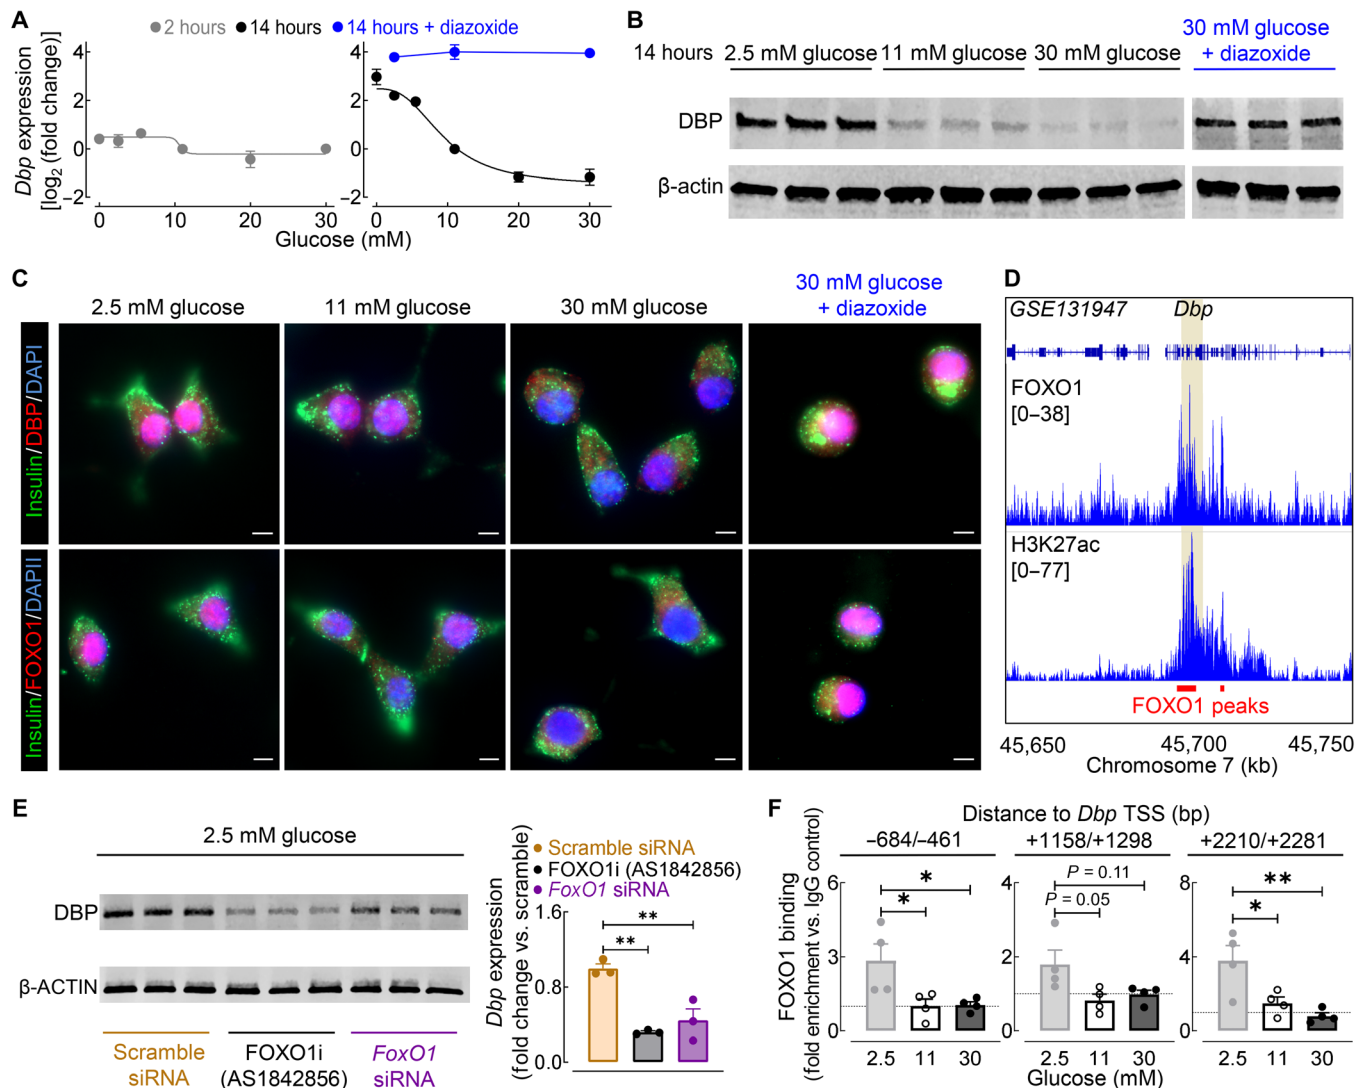 A
2 hours
14 hours
14 hours + diazoxide
Dbp expression
[log2 (fold change)]
4
2
0
−2
0
10
20
30
4
2
0
−2
0
10
20
30
Glucose (mM)
B
14 hours
2.5 mM glucose
11 mM glucose
30 mM glucose
30 mM glucose
+ diazoxide
DBP
β-actin
C
2.5 mM glucose
11 mM glucose
30 mM glucose
30 mM glucose
+ diazoxide
Insulin/DBP/DAPI
Insulin/FOXO1/DAPII
D
GSE131947
Dbp
FOXO1
[0–38]
H3K27ac
[0–77]
FOXO1 peaks
45,650
45,700
45,750
Chromosome 7 (kb)
E
2.5 mM glucose
DBP
β-ACTIN
Scramble
siRNA
FOXO1i
(AS1842856)
FoxO1
siRNA
Scramble siRNA
FOXO1i (AS1842856)
FoxO1 siRNA
Dbp expression
(fold change vs. scramble)
1.6
0.8
0.0
**
**
F
Distance to Dbp TSS (bp)
−684/−461
+1158/+1298
+2210/+2281
FOXO1 binding
(fold enrichment vs. IgG control)
6
3
0
*
*
2.5
11
30
4
2
0
P = 0.11
P = 0.05
2.5
11
30
8
4
0
**
*
2.5
11
30
Glucose (mM)